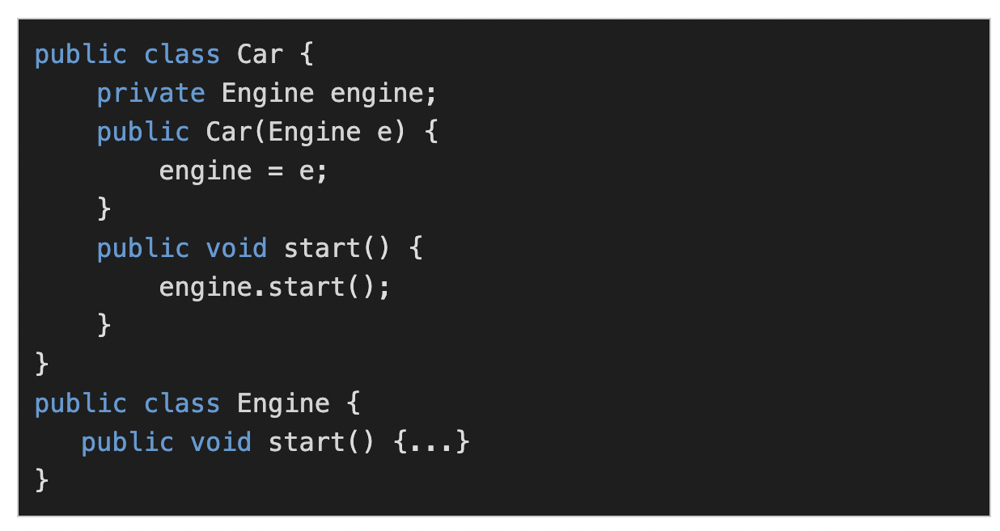 public class Car {
    private Engine engine;
    public Car(Engine e) {
        engine = e;
    }
    public void start() {
        engine.start();
    }
}
public class Engine {
   public void start() {...}
}